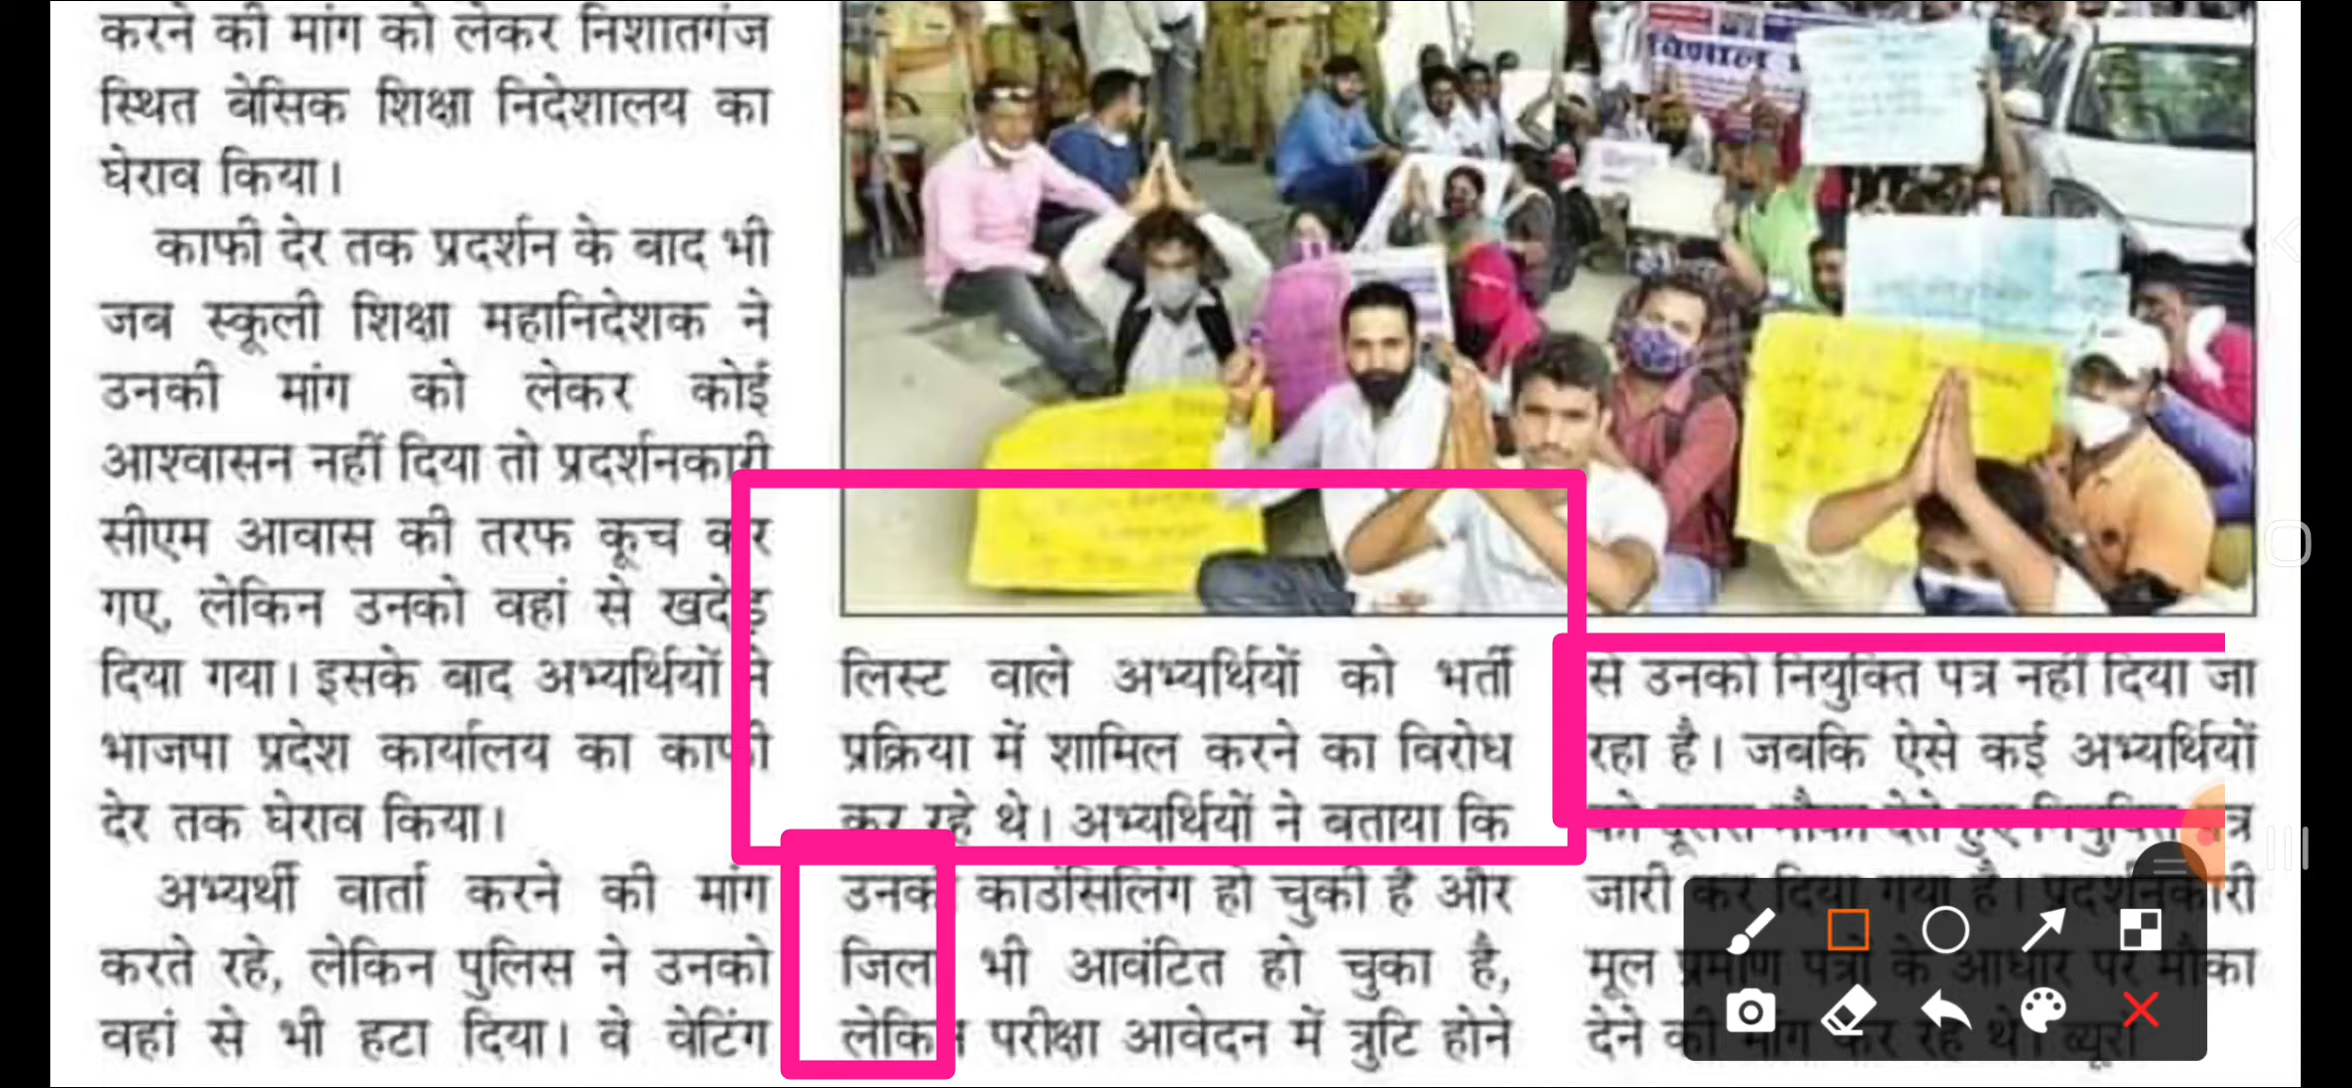 करने की मांग को लेकर निशातगंज
स्थित बेसिक शिक्षा निदेशालय का
घेराव किया।
काफी देर तक प्रदर्शन के बाद भी
जब स्कूली शिक्षा महानिदेशक ने
उनकी मांग को लेकर कोई
आश्वासन नहीं दिया तो प्रदर्शनकारी
सीएम आवास की तरफ कूच कर
गए, लेकिन उनको वहां से खदेड़
दिया गया। इसके बाद अभ्यर्थियों ने
भाजपा प्रदेश कार्यालय का काफी
देर तक घेराव किया।
अभ्यर्थी वार्ता करने की मांग
करते रहे, लेकिन पुलिस ने उनको
वहां से भी हटा दिया। वे वेटिंग
विशाल
लिस्ट वाले अभ्यर्थियों को भर्ती
प्रक्रिया में शामिल करने का विरोध
कर रहे थे। अभ्यर्थियों ने बताया कि
उनकी काउंसिलिंग हो चुकी है और
जिला भी आवंटित हो चुका है,
लेकिन परीक्षा आवेदन में त्रुटि होने
से उनको नियुक्ति पत्र नहीं दिया जा
रहा है। जबकि ऐसे कई अभ्यर्थियों
को दूसरा मौका देते हुए नियुक्ति पत्र
जारी कर दिया गया है। प्रदर्शनकारी
मूल प्रमाण पत्रों के आधार पर मौका
देने की मांग कर रहे थे। ब्यूरो